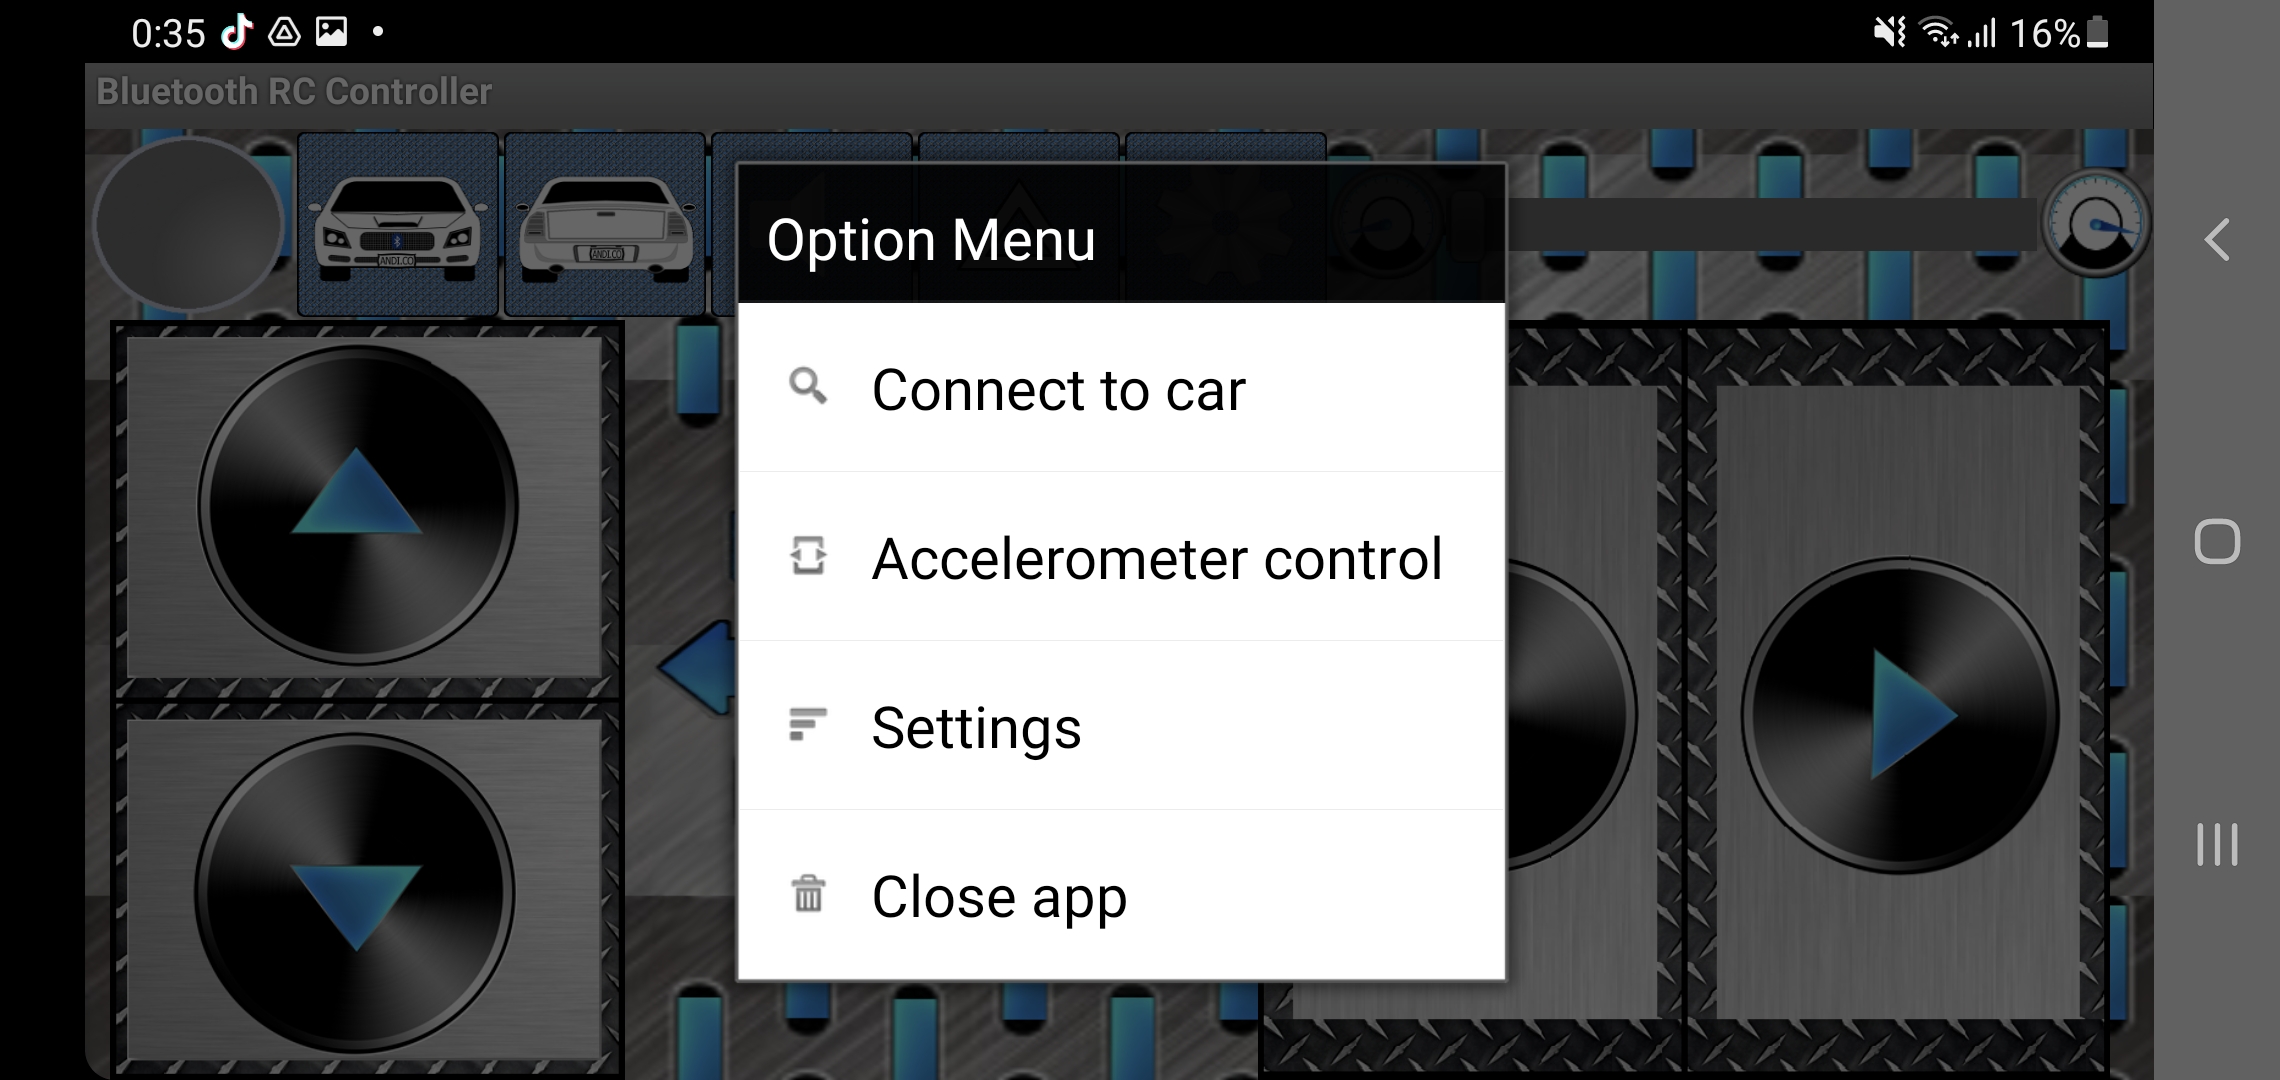 0:35
16%
Bluetooth RC Controller
ANDI.CO
ANDI.CO
Option Menu
Connect to car
Accelerometer control
Settings
Close app